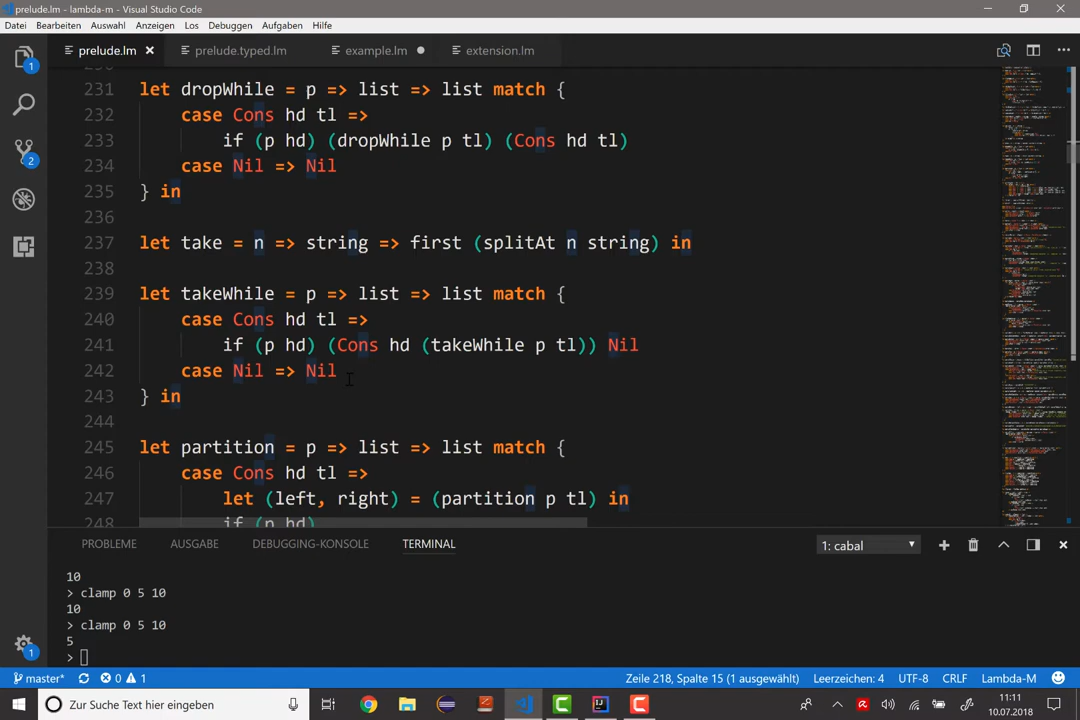 prelude.lm - lambda-m - Visual Studio Code
Datei Bearbeiten Auswahl Anzeigen Los Debuggen Aufgaben Hilfe
prelude.lm prelude.typed.lm example.lm extension.lm
231 let dropWhile = p => list => list match {
232 case Cons hd tl =>
233 if (p hd) (dropWhile p tl) (Cons hd tl)
234 case Nil => Nil
235 } in
236
237 let take = n => string => first (splitAt n string) in
238
239 let takeWhile = p => list => list match {
240 case Cons hd tl =>
241 if (p hd) (Cons hd (takeWhile p tl)) Nil
242 case Nil => Nil
243 } in
244
245 let partition = p => list => list match {
246 case Cons hd tl =>
247 let (left, right) = (partition p tl) in
248 if (p hd)
PROBLEME AUSGABE DEBUGGING-KONSOLE TERMINAL 1: cabal
10
> clamp 0 5 10
10
> clamp 0 5 10
5
>
master* 0 1 Zeile 218, Spalte 15 (1 ausgewählt) Leerzeichen: 4 UTF-8 CRLF Lambda-M
Zur Suche Text hier eingeben 11:11
10.07.2018